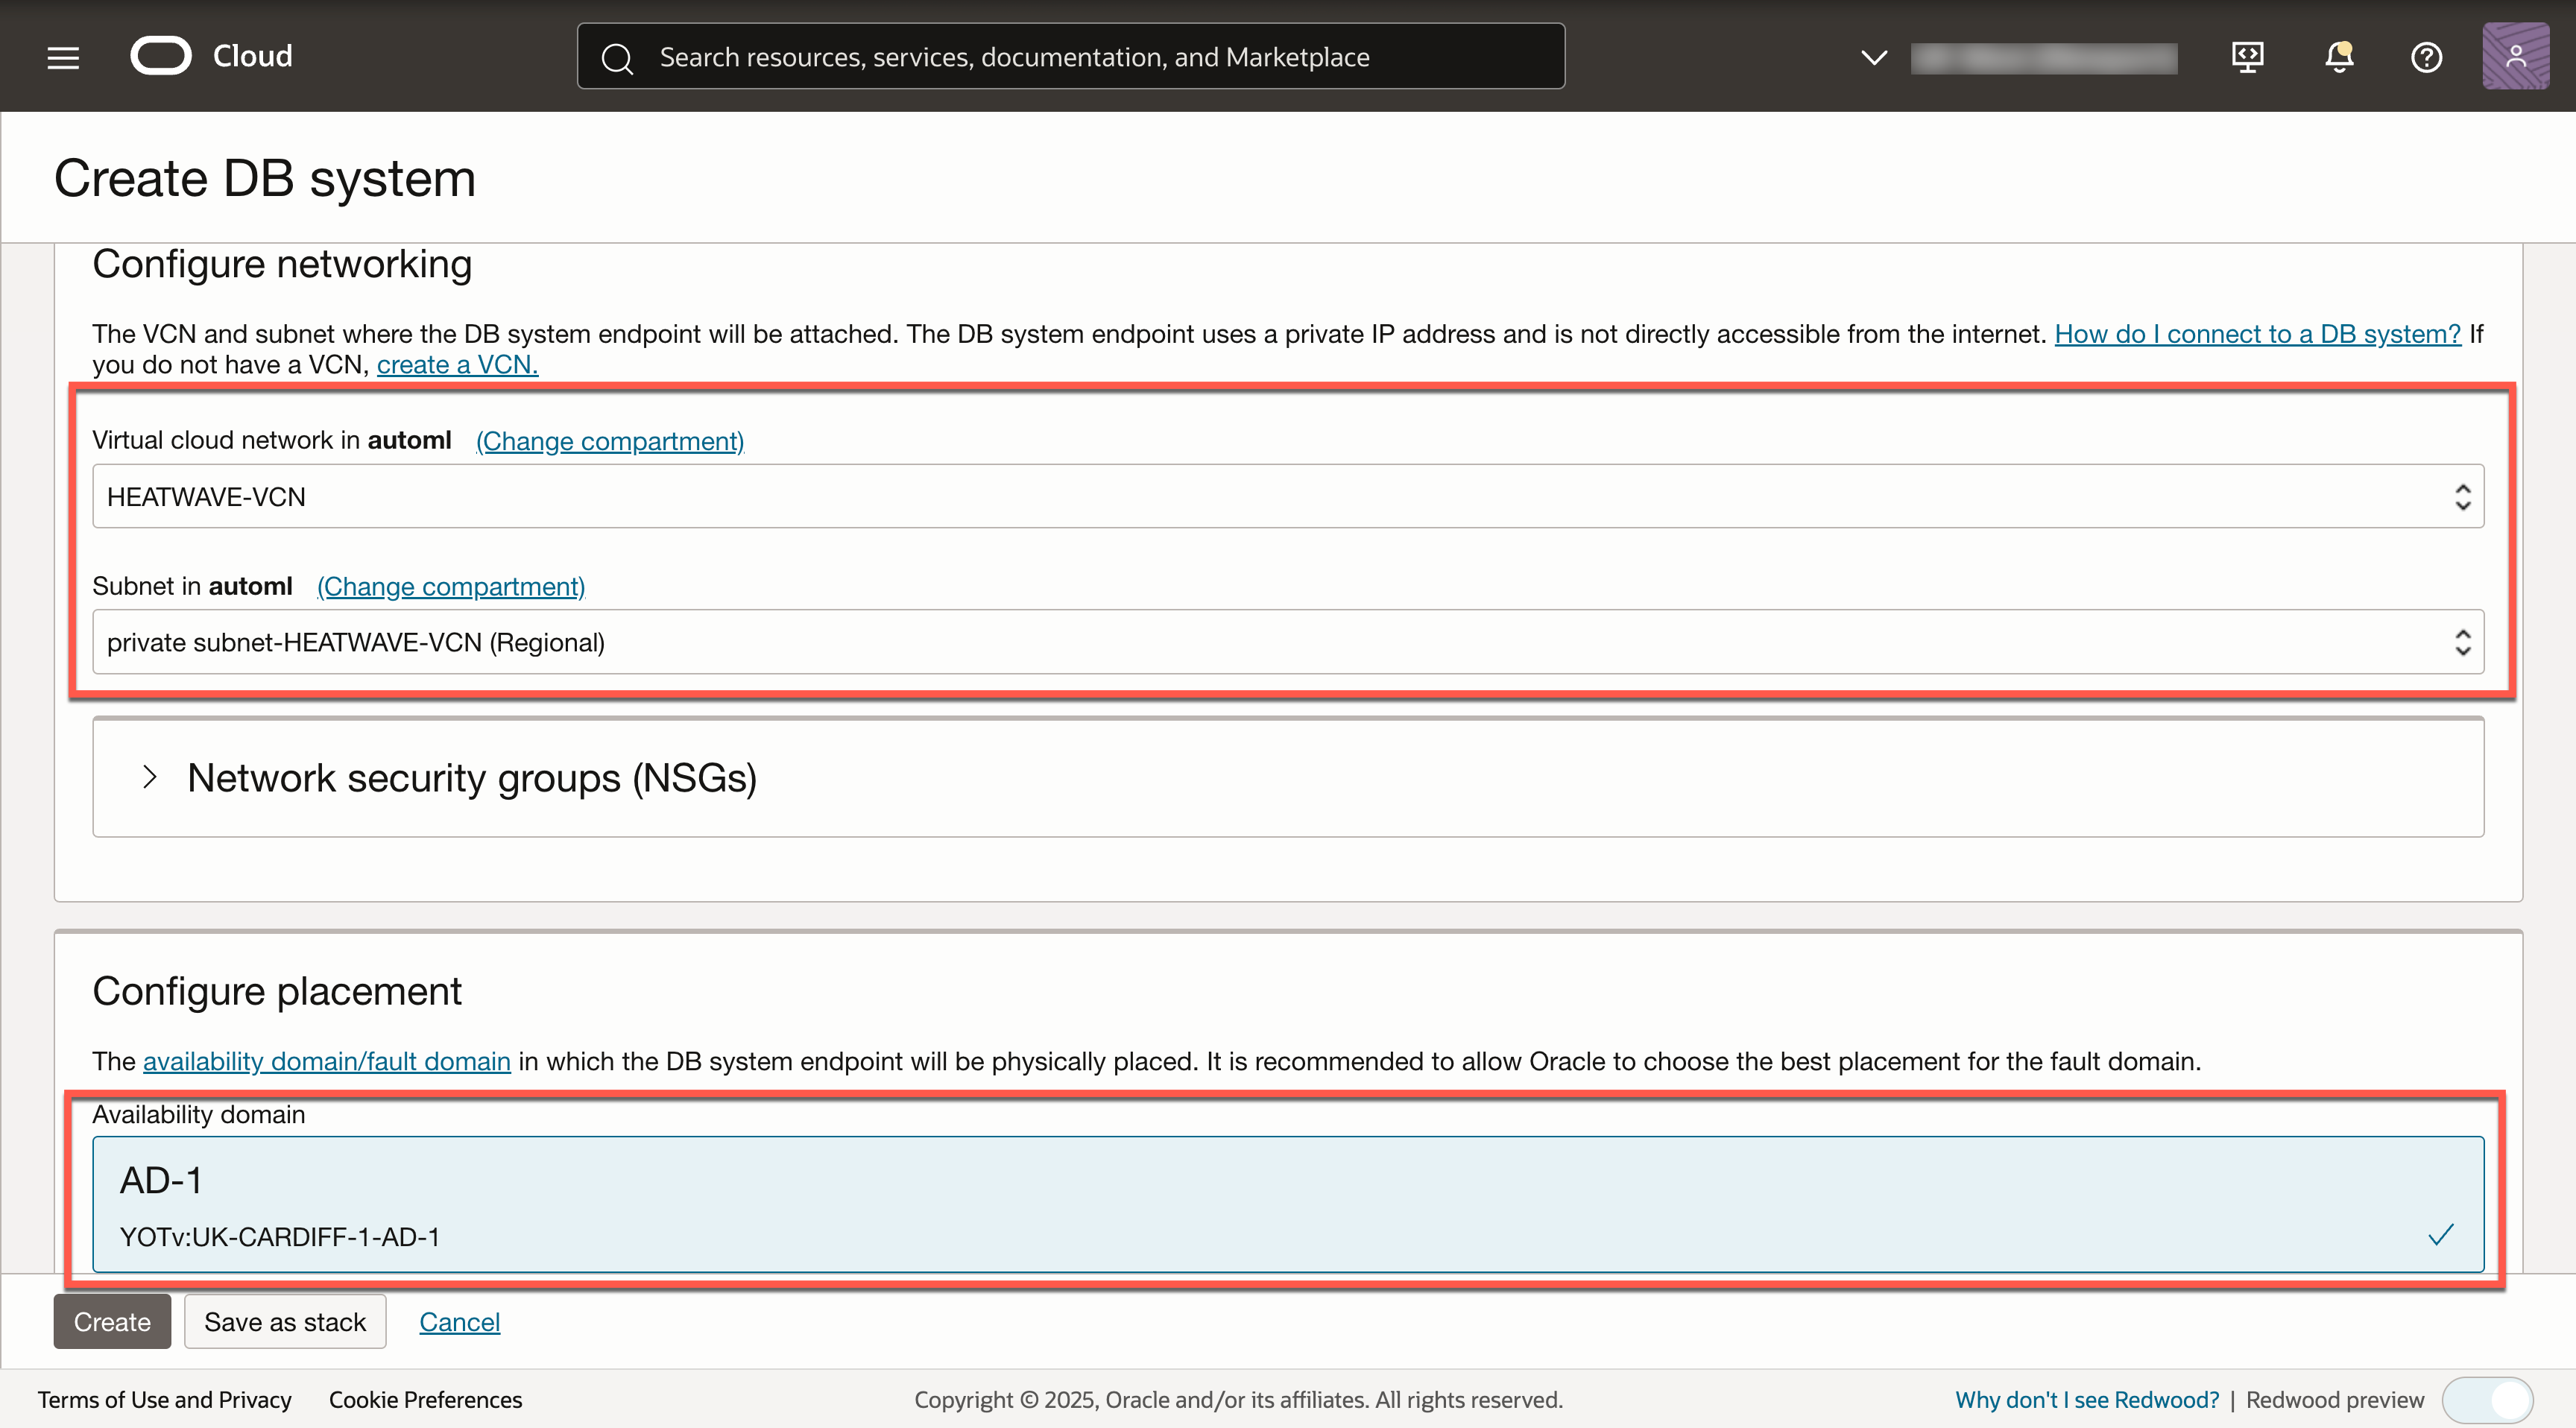 Cloud
Search resources, services, documentation, and Marketplace
Create DB system
Configure networking
The VCN and subnet where the DB system endpoint will be attached. The DB system endpoint uses a private IP address and is not directly accessible from the internet. How do I connect to a DB system? If
you do not have a VCN, create a VCN.
Virtual cloud network in automl (Change compartment)
HEATWAVE-VCN
Subnet in automl (Change compartment)
private subnet-HEATWAVE-VCN (Regional)
Network security groups (NSGs)
Configure placement
The availability domain/fault domain in which the DB system endpoint will be physically placed. It is recommended to allow Oracle to choose the best placement for the fault domain.
Availability domain
AD-1
YOTv:UK-CARDIFF-1-AD-1
Create Save as stack Cancel
Terms of Use and Privacy Cookie Preferences Copyright © 2025, Oracle and/or its affiliates. All rights reserved. Why don't I see Redwood? | Redwood preview